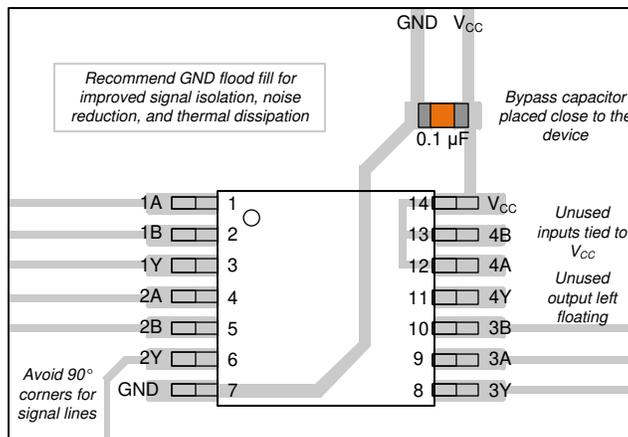 GND VCC
Recommend GND flood fill for
improved signal isolation, noise
reduction, and thermal dissipation
Bypass capacitor
placed close to the
device
0.1 µF
1A 1 14 VCC
1B 2 13 4B
1Y 3 12 4A
2A 4 11 4Y
2B 5 10 3B
2Y 6 9 3A
GND 7 8 3Y
Unused
inputs tied to
VCC
Unused
output left
floating
Avoid 90°
corners for
signal lines